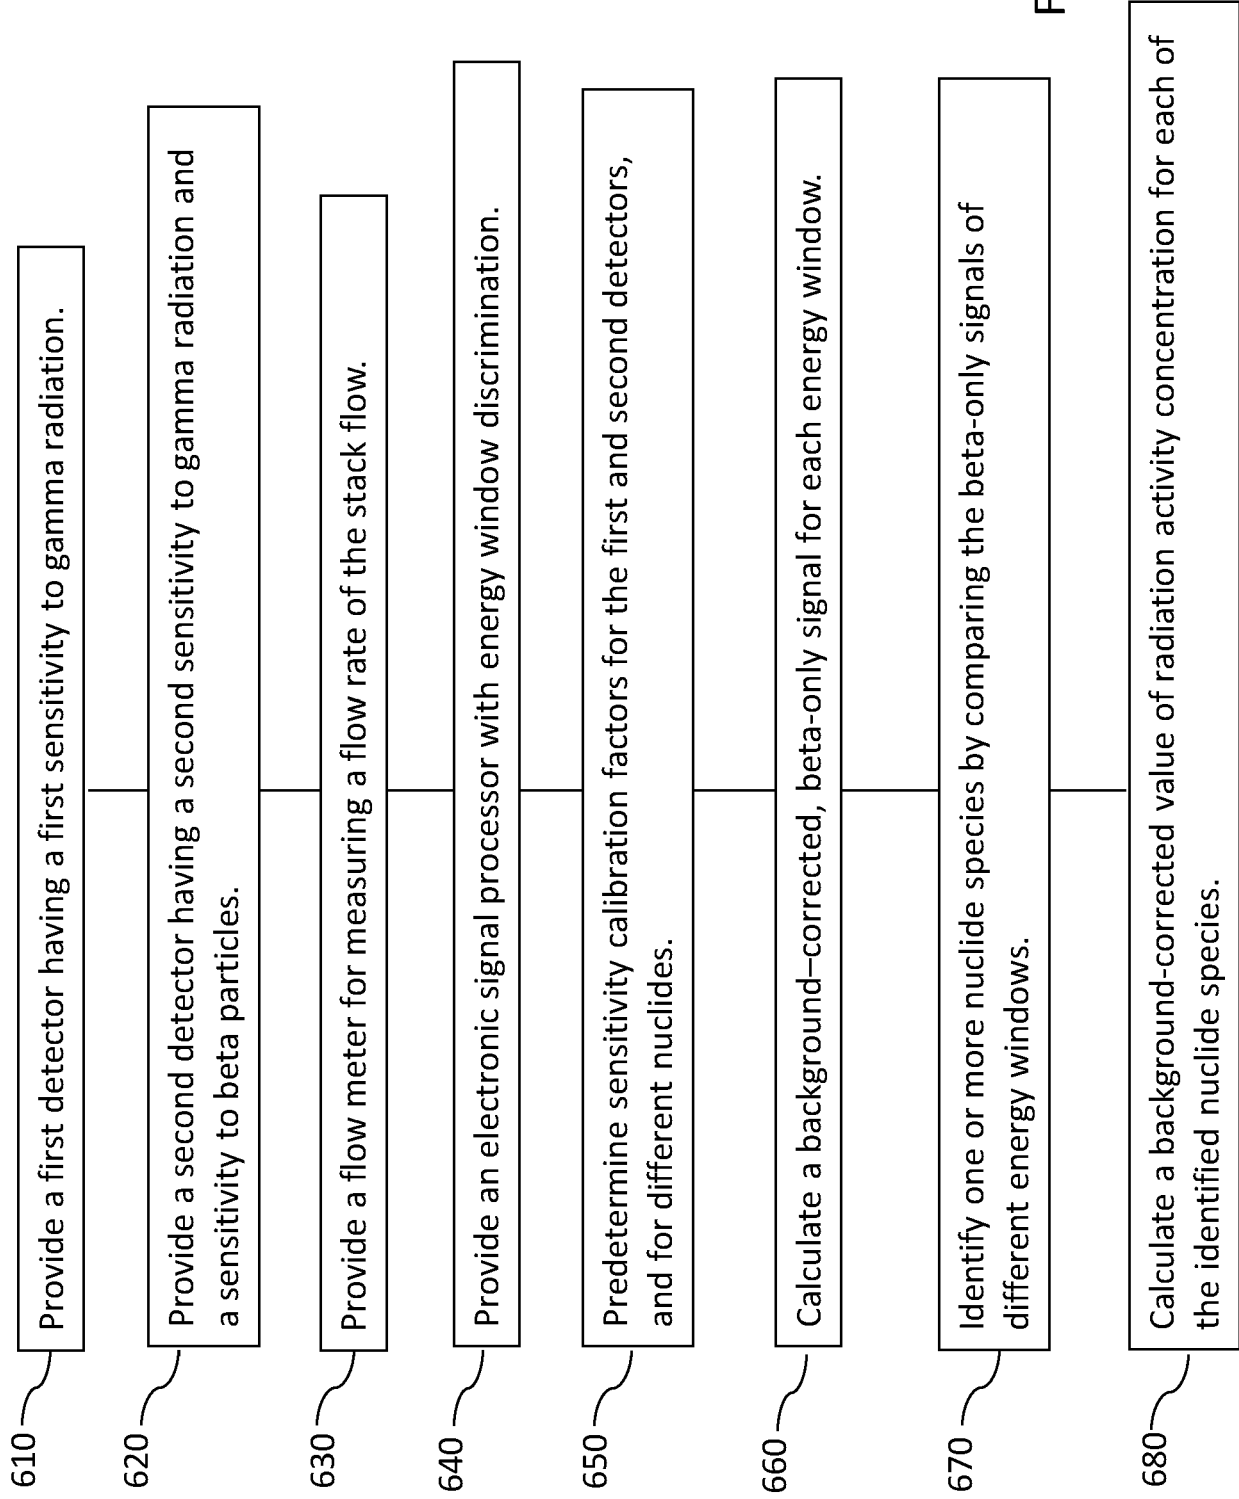 610
Provide a first detector having a first sensitivity to gamma radiation.
620
Provide a second detector having a second sensitivity to gamma radiation and
a sensitivity to beta particles.
630
Provide a flow meter for measuring a flow rate of the stack flow.
640
Provide an electronic signal processor with energy window discrimination.
650
Predetermine sensitivity calibration factors for the first and second detectors,
and for different nuclides.
660
Calculate a background–corrected, beta-only signal for each energy window.
670
Identify one or more nuclide species by comparing the beta-only signals of
different energy windows.
680
Calculate a background-corrected value of radiation activity concentration for each of
the identified nuclide species.